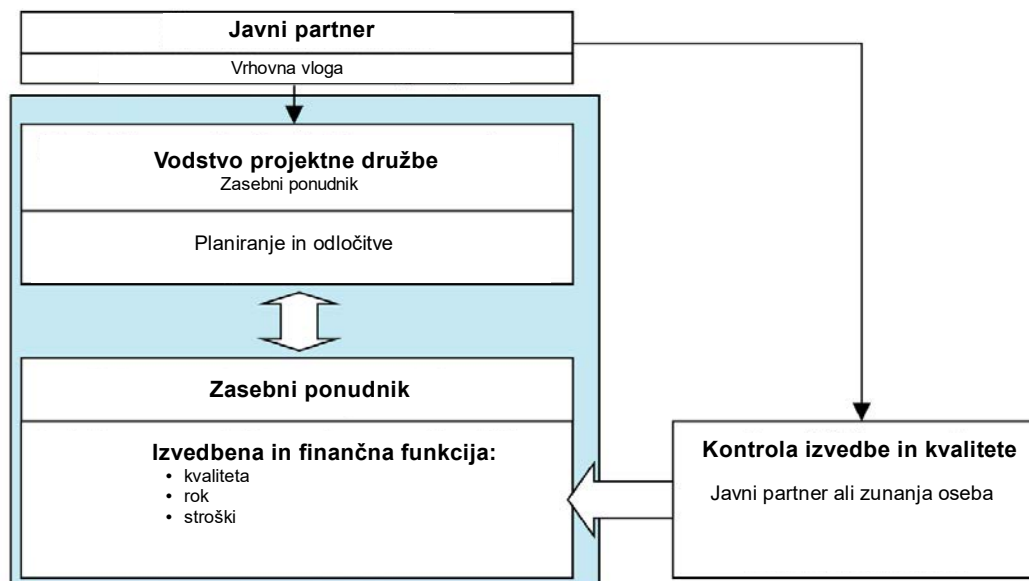 Javni partner
Vrhovna vloga
Vodstvo projektne družbe
Zasebni ponudnik
Planiranje in odločitve
Zasebni ponudnik
Izvedbena in finančna funkcija:
• kvaliteta
• rok
• stroški
Kontrola izvedbe in kvalitete
Javni partner ali zunanja oseba